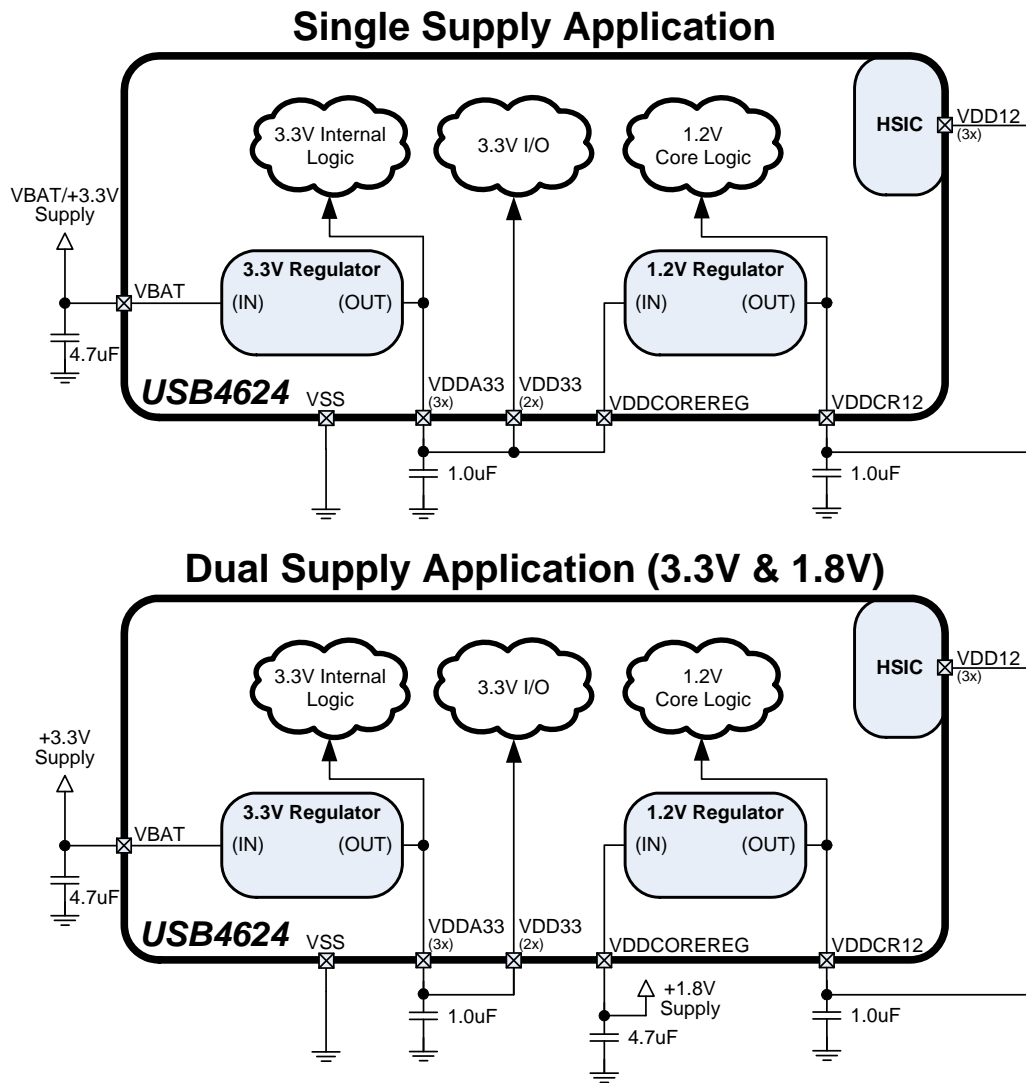 Single Supply Application
HSIC
VDD12
(3x)
3.3V Internal
Logic
3.3V I/O
1.2V
Core Logic
VBAT/+3.3V
Supply
VBAT
3.3V Regulator
(IN)
(OUT)
1.2V Regulator
(IN)
(OUT)
4.7uF
USB4624
VSS
VDDA33
(3x)
VDD33
(2x)
VDDCOREREG
VDDCR12
1.0uF
1.0uF
Dual Supply Application (3.3V & 1.8V)
HSIC
VDD12
(3x)
3.3V Internal
Logic
3.3V I/O
1.2V
Core Logic
+3.3V
Supply
VBAT
3.3V Regulator
(IN)
(OUT)
1.2V Regulator
(IN)
(OUT)
4.7uF
USB4624
VSS
VDDA33
(3x)
VDD33
(2x)
VDDCOREREG
VDDCR12
+1.8V
Supply
1.0uF
4.7uF
1.0uF